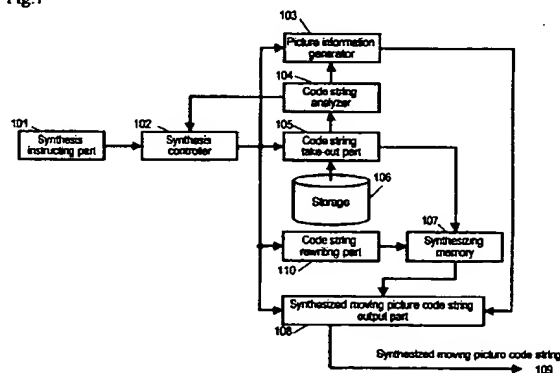 Fig.7
103
Picture information
generator
104
Code string
analyzer
101
Synthesis
instructing part
102
Synthesis
controller
105
Code string
take-out part
106
Storage
107
Synthesizing
memory
Code string
rewriting part
110
Synthesized moving picture code string
output part
108
Synthesized moving picture code string
109